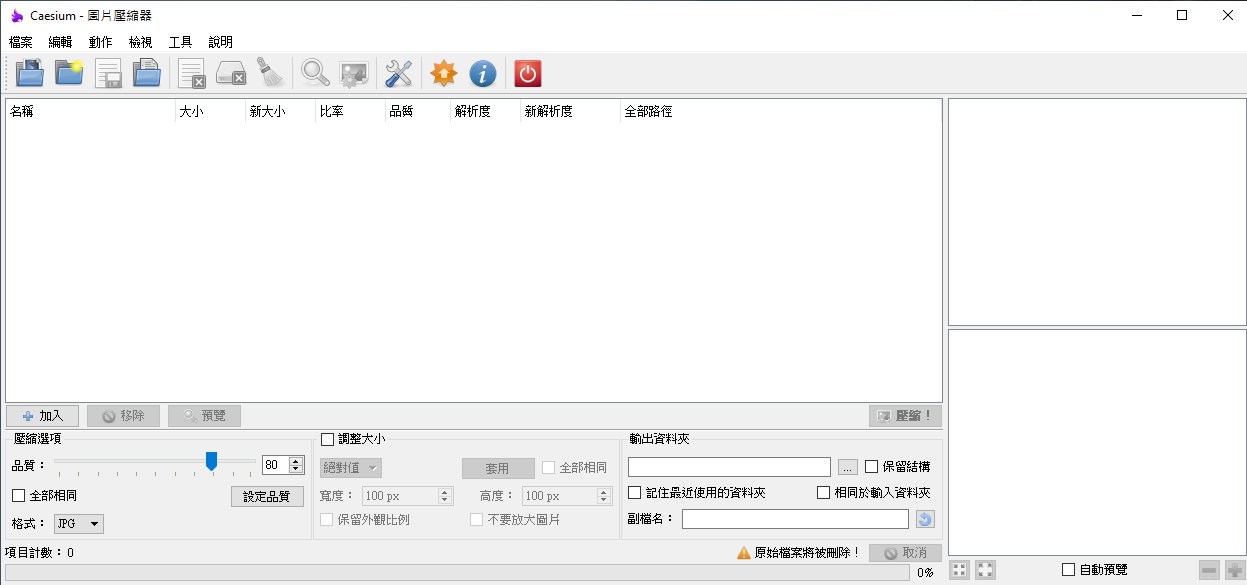 Caesium - 圖片壓縮器
檔案 編輯 動作 檢視 工具 說明
名稱 大小 新大小 比率 品質 解析度 新解析度 全部路徑
加入 移除 預覽 壓縮！
壓縮選項 調整大小 輸出資料夾
品質： 80 絕對值 套用 全部相同 ... 保留結構
全部相同 設定品質 寬度： 100 px 高度： 100 px 記住最近使用的資料夾 相同於輸入資料夾
格式： JPG 保留外觀比例 不要放大圖片 副檔名：
項目計數：0 原始檔案將被刪除！ 取消
0% 自動預覽